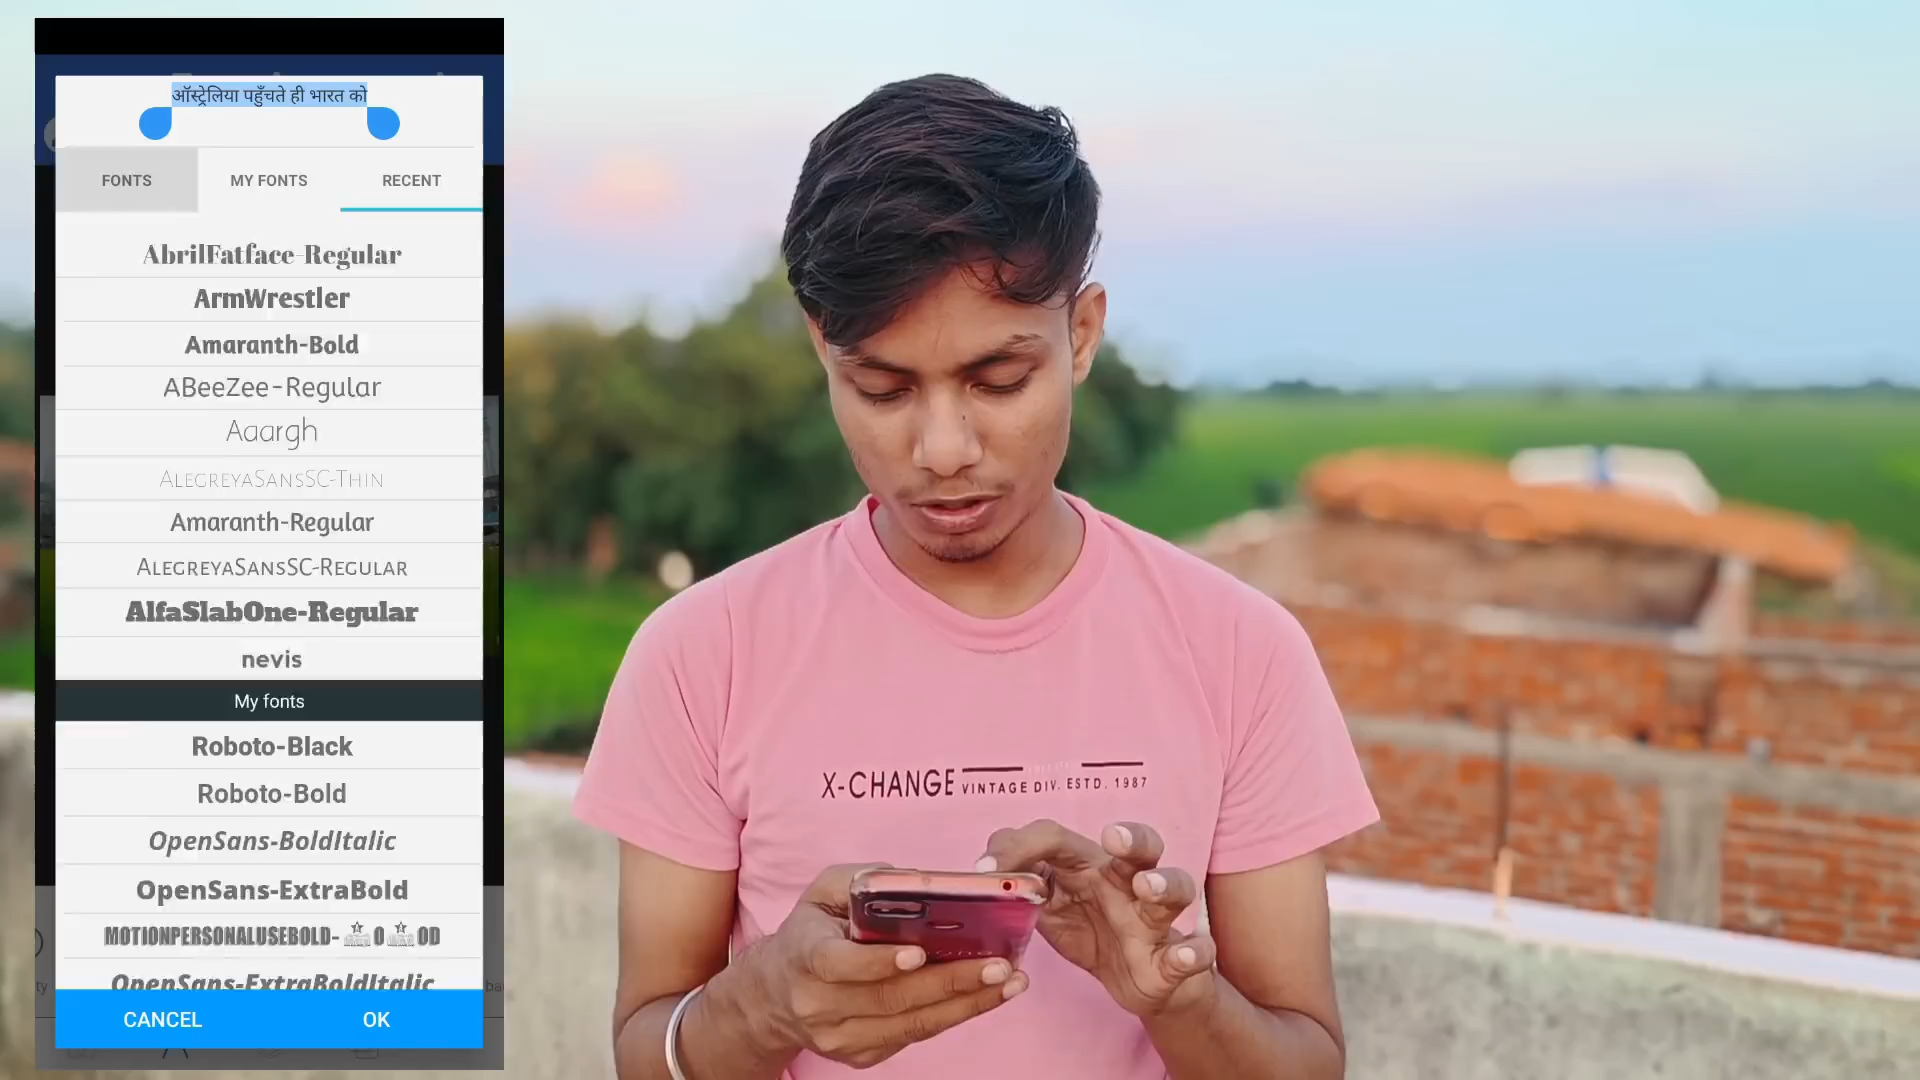 ऑस्ट्रेलिया पहुँचते ही भारत को
FONTS MY FONTS RECENT
AbrilFatface-Regular
ArmWrestler
Amaranth-Bold
ABeeZee-Regular
Aaargh
AlegreyaSansSC-Thin
Amaranth-Regular
AlegreyaSansSC-Regular
AlfaSlabOne-Regular
nevis
My fonts
Roboto-Black
Roboto-Bold
OpenSans-BoldItalic
OpenSans-ExtraBold
OpenSans-ExtraBoldItalic
CANCEL OK
X-CHANGE VINTAGE DIV. ESTD. 1987